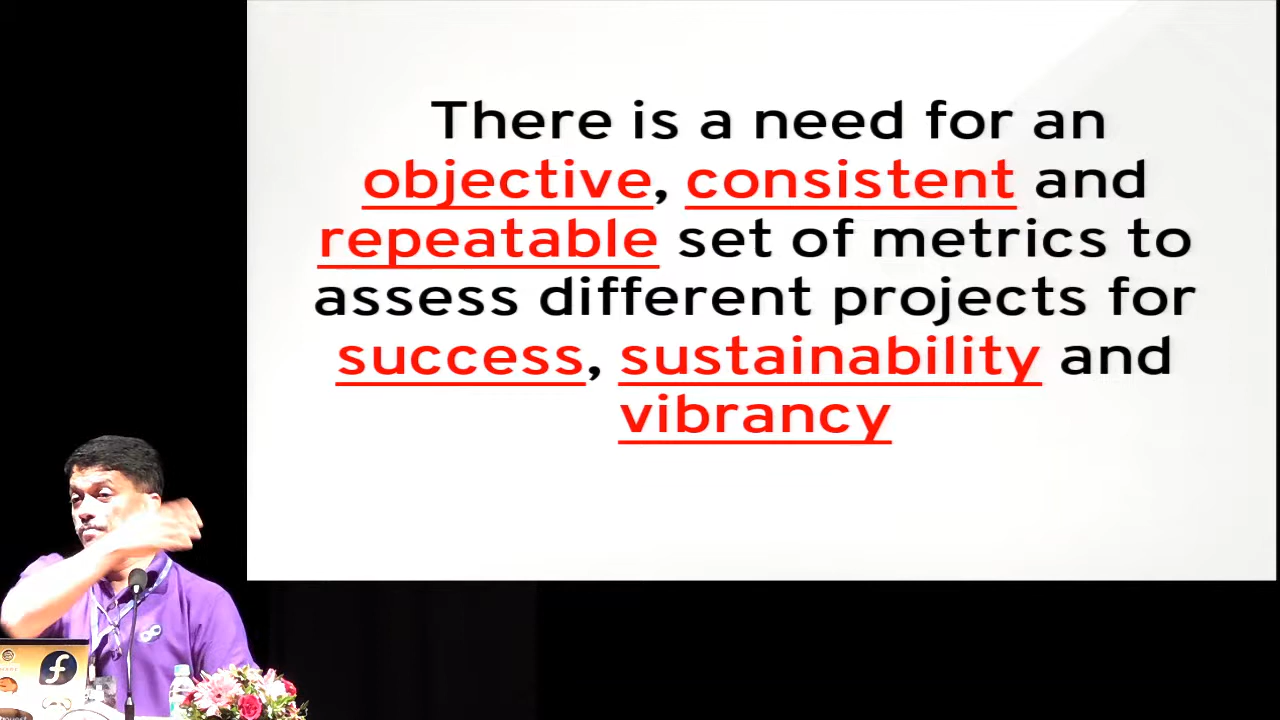 There is a need for an
objective, consistent and
repeatable set of metrics to
assess different projects for
success, sustainability and
vibrancy